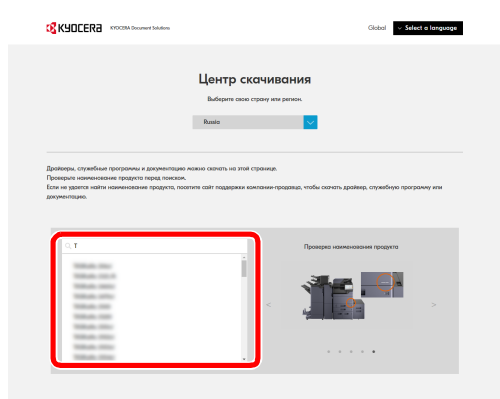 KYOCERA KYOCERA Document Solutions Global Select a language
Центр скачивания
Выберите свою страну или регион.
Russia
Драйверы, служебные программы и документацию можно скачать на этой странице.
Проверьте наименование продукта перед поиском.
Если не удается найти наименование продукта, посетите сайт поддержки компании-продавца, чтобы скачать драйвер, служебную программу или
документацию.
T
Проверка наименования продукта